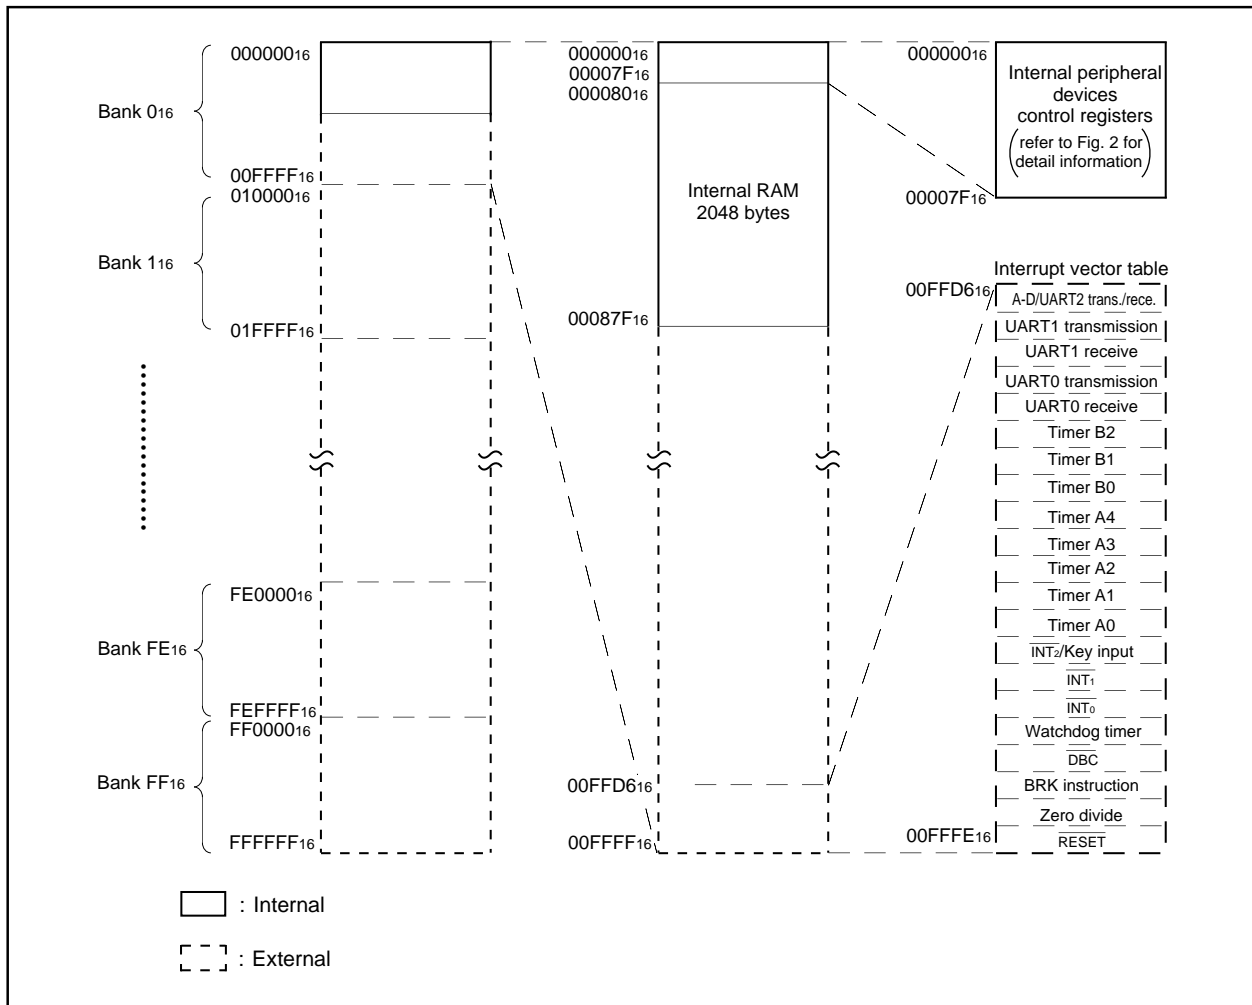 000000₁₆
Bank 0₁₆
00FFFF₁₆
010000₁₆
Bank 1₁₆
01FFFF₁₆
FE0000₁₆
Bank FE₁₆
FEFFFF₁₆
FF0000₁₆
Bank FF₁₆
FFFFFF₁₆
000000₁₆
00007F₁₆
000080₁₆
Internal RAM
2048 bytes
00087F₁₆
00FFD6₁₆
00FFFF₁₆
000000₁₆
Internal peripheral
devices
control registers
(refer to Fig. 2 for
detail information)
00007F₁₆
Interrupt vector table
00FFD6₁₆
A-D/UART2 trans./rece.
UART1 transmission
UART1 receive
UART0 transmission
UART0 receive
Timer B2
Timer B1
Timer B0
Timer A4
Timer A3
Timer A2
Timer A1
Timer A0
INT₂/Key input
INT₁
INT₀
Watchdog timer
DBC
BRK instruction
Zero divide
00FFFE₁₆
RESET
: Internal
: External